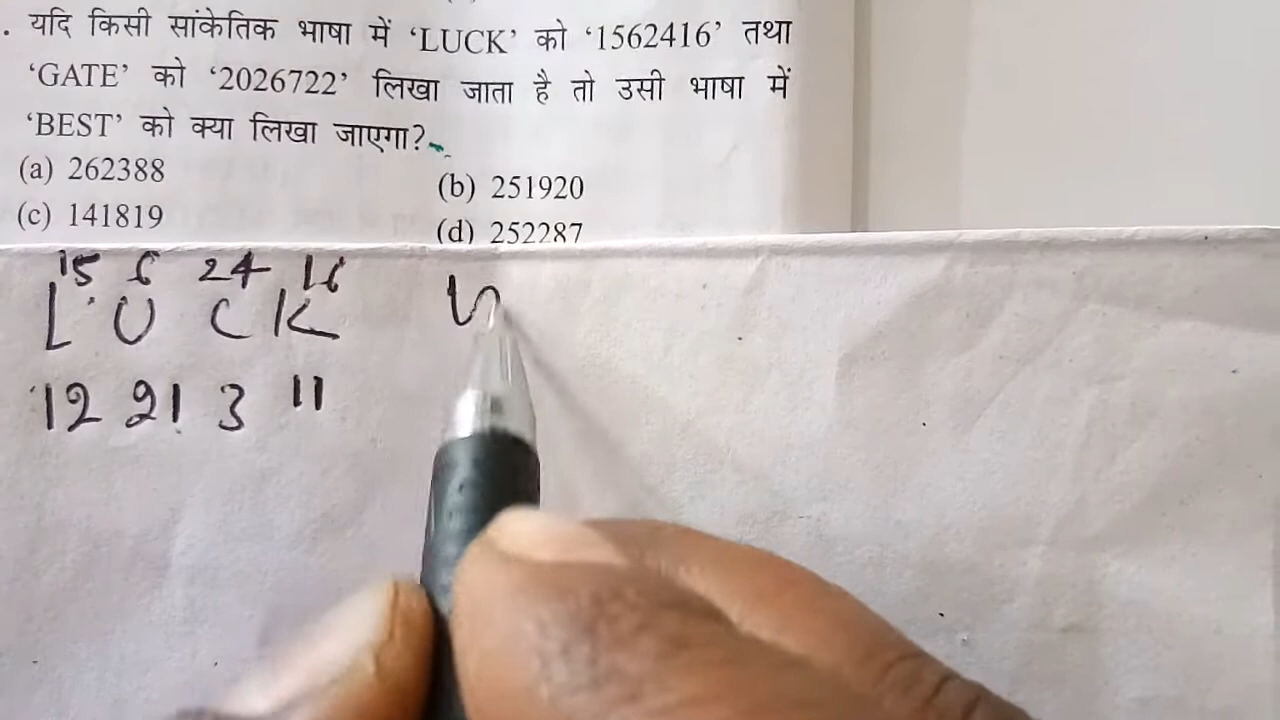 . यदि किसी सांकेतिक भाषा में ‘LUCK’ को ‘1562416’ तथा
‘GATE’ को ‘2026722’ लिखा जाता है तो उसी भाषा में
‘BEST’ को क्या लिखा जाएगा?
(a) 262388 (b) 251920
(c) 141819 (d) 252287
15 6 24 16
L U C K
12 21 3 11